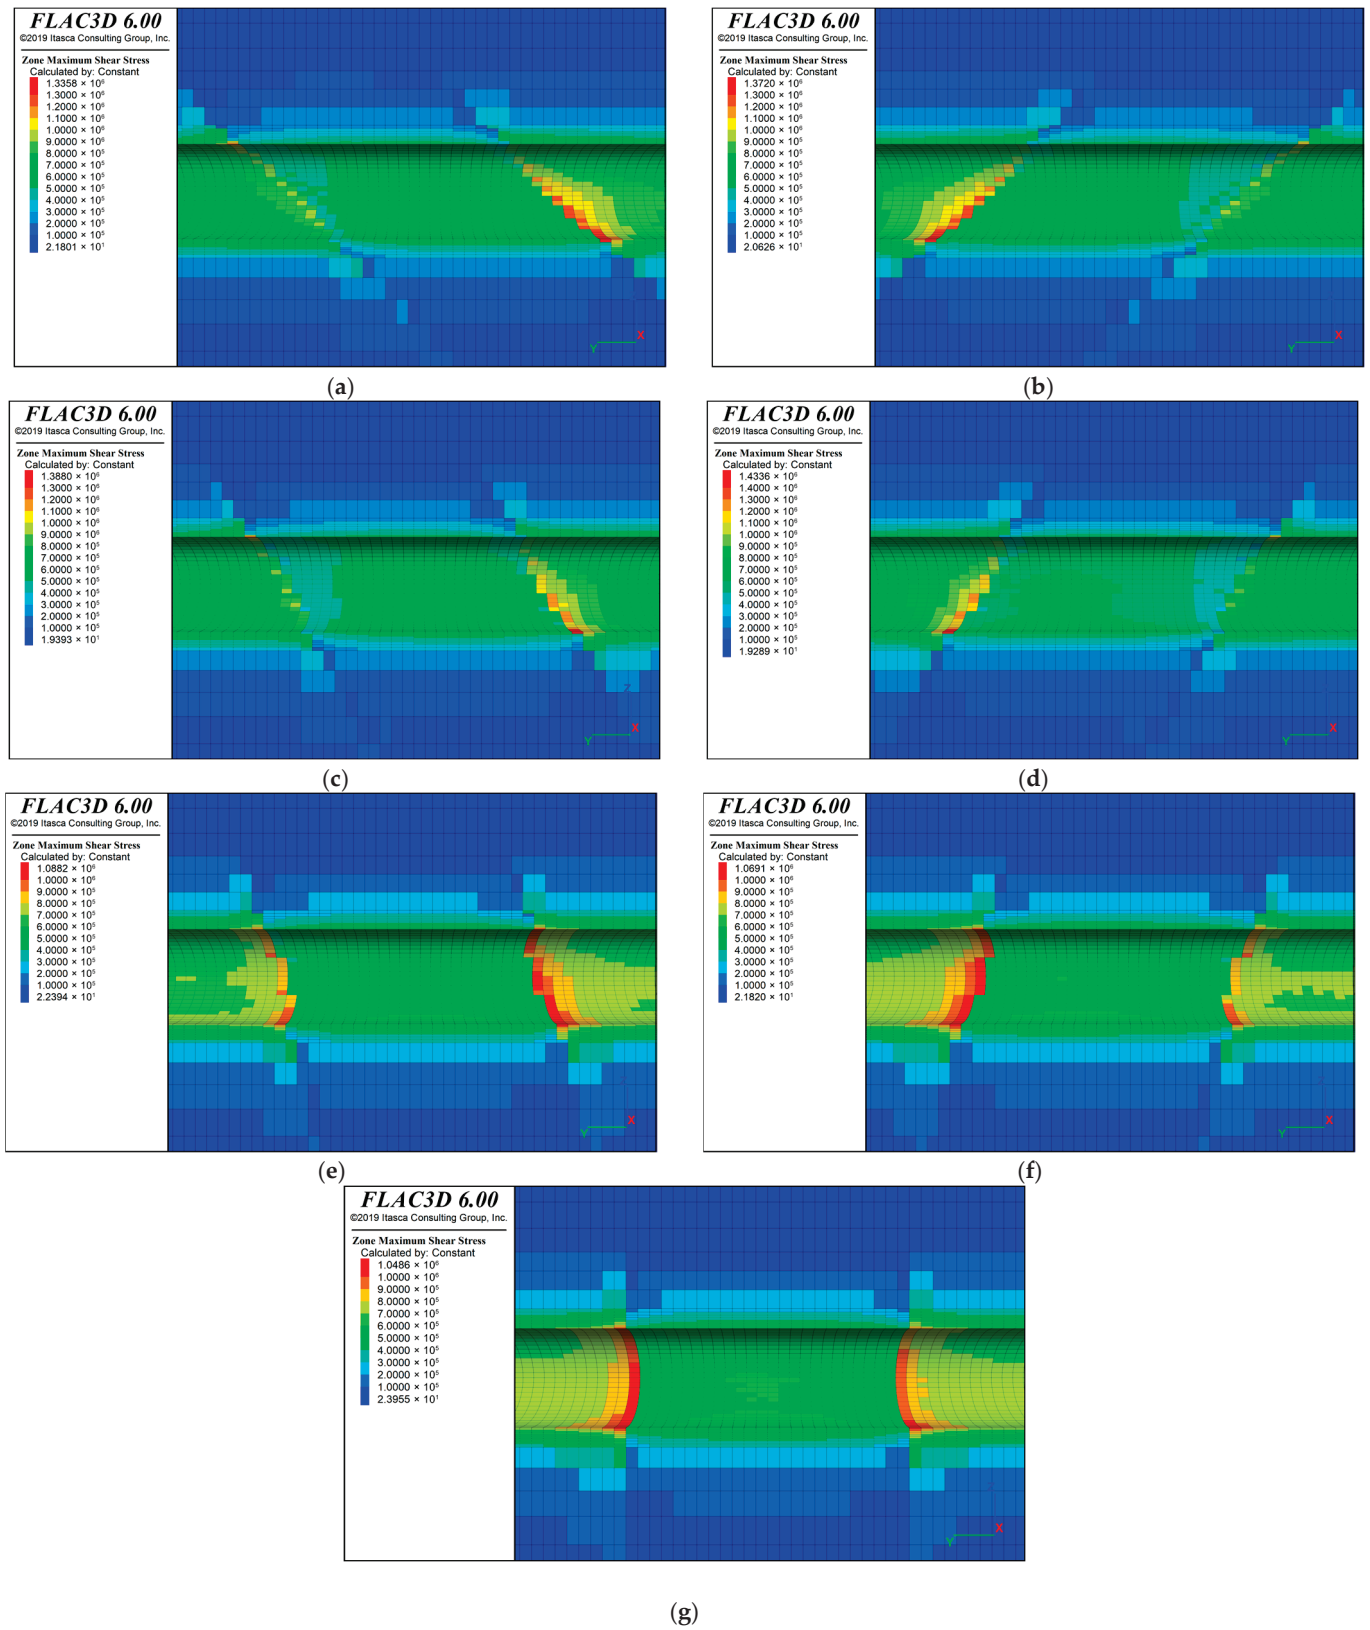 FLAC3D 6.00
©2019 Itasca Consulting Group, Inc.
Zone Maximum Shear Stress
Calculated by: Constant
1.3358 × 10⁶
1.3000 × 10⁶
1.2000 × 10⁶
1.1000 × 10⁶
1.0000 × 10⁶
9.0000 × 10⁵
8.0000 × 10⁵
7.0000 × 10⁵
6.0000 × 10⁵
5.0000 × 10⁵
4.0000 × 10⁵
3.0000 × 10⁵
2.0000 × 10⁵
1.0000 × 10⁵
2.1801 × 10¹
X
Y
(a)
FLAC3D 6.00
©2019 Itasca Consulting Group, Inc.
Zone Maximum Shear Stress
Calculated by: Constant
1.3720 × 10⁶
1.3000 × 10⁶
1.2000 × 10⁶
1.1000 × 10⁶
1.0000 × 10⁶
9.0000 × 10⁵
8.0000 × 10⁵
7.0000 × 10⁵
6.0000 × 10⁵
5.0000 × 10⁵
4.0000 × 10⁵
3.0000 × 10⁵
2.0000 × 10⁵
1.0000 × 10⁵
2.0626 × 10¹
X
Y
(b)
FLAC3D 6.00
©2019 Itasca Consulting Group, Inc.
Zone Maximum Shear Stress
Calculated by: Constant
1.3880 × 10⁶
1.3000 × 10⁶
1.2000 × 10⁶
1.1000 × 10⁶
1.0000 × 10⁶
9.0000 × 10⁵
8.0000 × 10⁵
7.0000 × 10⁵
6.0000 × 10⁵
5.0000 × 10⁵
4.0000 × 10⁵
3.0000 × 10⁵
2.0000 × 10⁵
1.0000 × 10⁵
1.9393 × 10¹
Z
X
Y
(c)
FLAC3D 6.00
©2019 Itasca Consulting Group, Inc.
Zone Maximum Shear Stress
Calculated by: Constant
1.4336 × 10⁶
1.4000 × 10⁶
1.2000 × 10⁶
1.1000 × 10⁶
1.0000 × 10⁶
9.0000 × 10⁵
8.0000 × 10⁵
7.0000 × 10⁵
6.0000 × 10⁵
5.0000 × 10⁵
4.0000 × 10⁵
3.0000 × 10⁵
2.0000 × 10⁵
1.0000 × 10⁵
1.9289 × 10¹
X
Y
(d)
FLAC3D 6.00
©2019 Itasca Consulting Group, Inc.
Zone Maximum Shear Stress
Calculated by: Constant
1.0882 × 10⁶
1.0000 × 10⁶
9.0000 × 10⁵
8.0000 × 10⁵
7.0000 × 10⁵
6.0000 × 10⁵
5.0000 × 10⁵
4.0000 × 10⁵
3.0000 × 10⁵
2.0000 × 10⁵
1.0000 × 10⁵
2.2394 × 10¹
X
Y
(e)
FLAC3D 6.00
©2019 Itasca Consulting Group, Inc.
Zone Maximum Shear Stress
Calculated by: Constant
1.0691 × 10⁶
1.0000 × 10⁶
9.0000 × 10⁵
8.0000 × 10⁵
7.0000 × 10⁵
6.0000 × 10⁵
5.0000 × 10⁵
4.0000 × 10⁵
3.0000 × 10⁵
2.0000 × 10⁵
1.0000 × 10⁵
2.1820 × 10¹
X
Y
(f)
FLAC3D 6.00
©2019 Itasca Consulting Group, Inc.
Zone Maximum Shear Stress
Calculated by: Constant
1.0486 × 10⁶
1.0000 × 10⁶
9.0000 × 10⁵
8.0000 × 10⁵
7.0000 × 10⁵
6.0000 × 10⁵
5.0000 × 10⁵
4.0000 × 10⁵
3.0000 × 10⁵
2.0000 × 10⁵
1.0000 × 10⁵
2.3955 × 10¹
X
Y
(g)